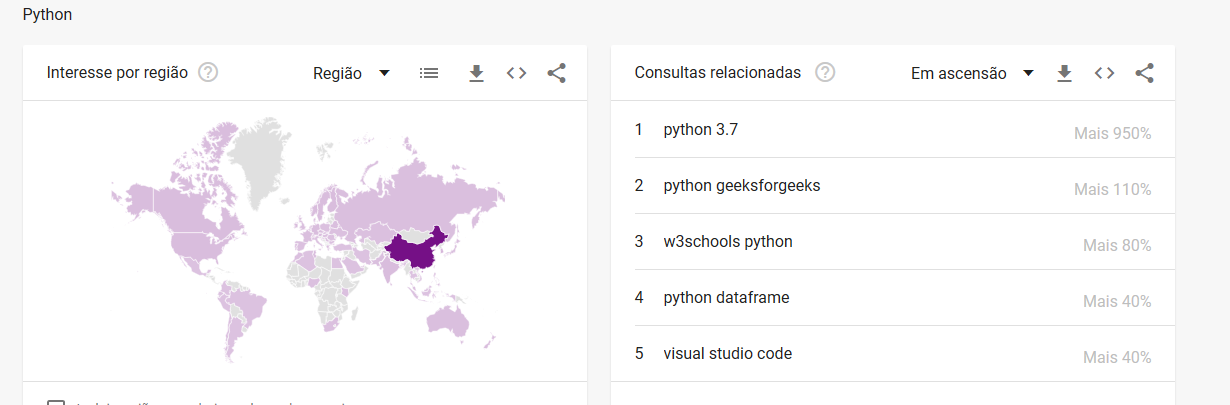 Python
Interesse por região
Região
Consultas relacionadas
Em ascensão
1 python 3.7 Mais 950%
2 python geeksforgeeks Mais 110%
3 w3schools python Mais 80%
4 python dataframe Mais 40%
5 visual studio code Mais 40%